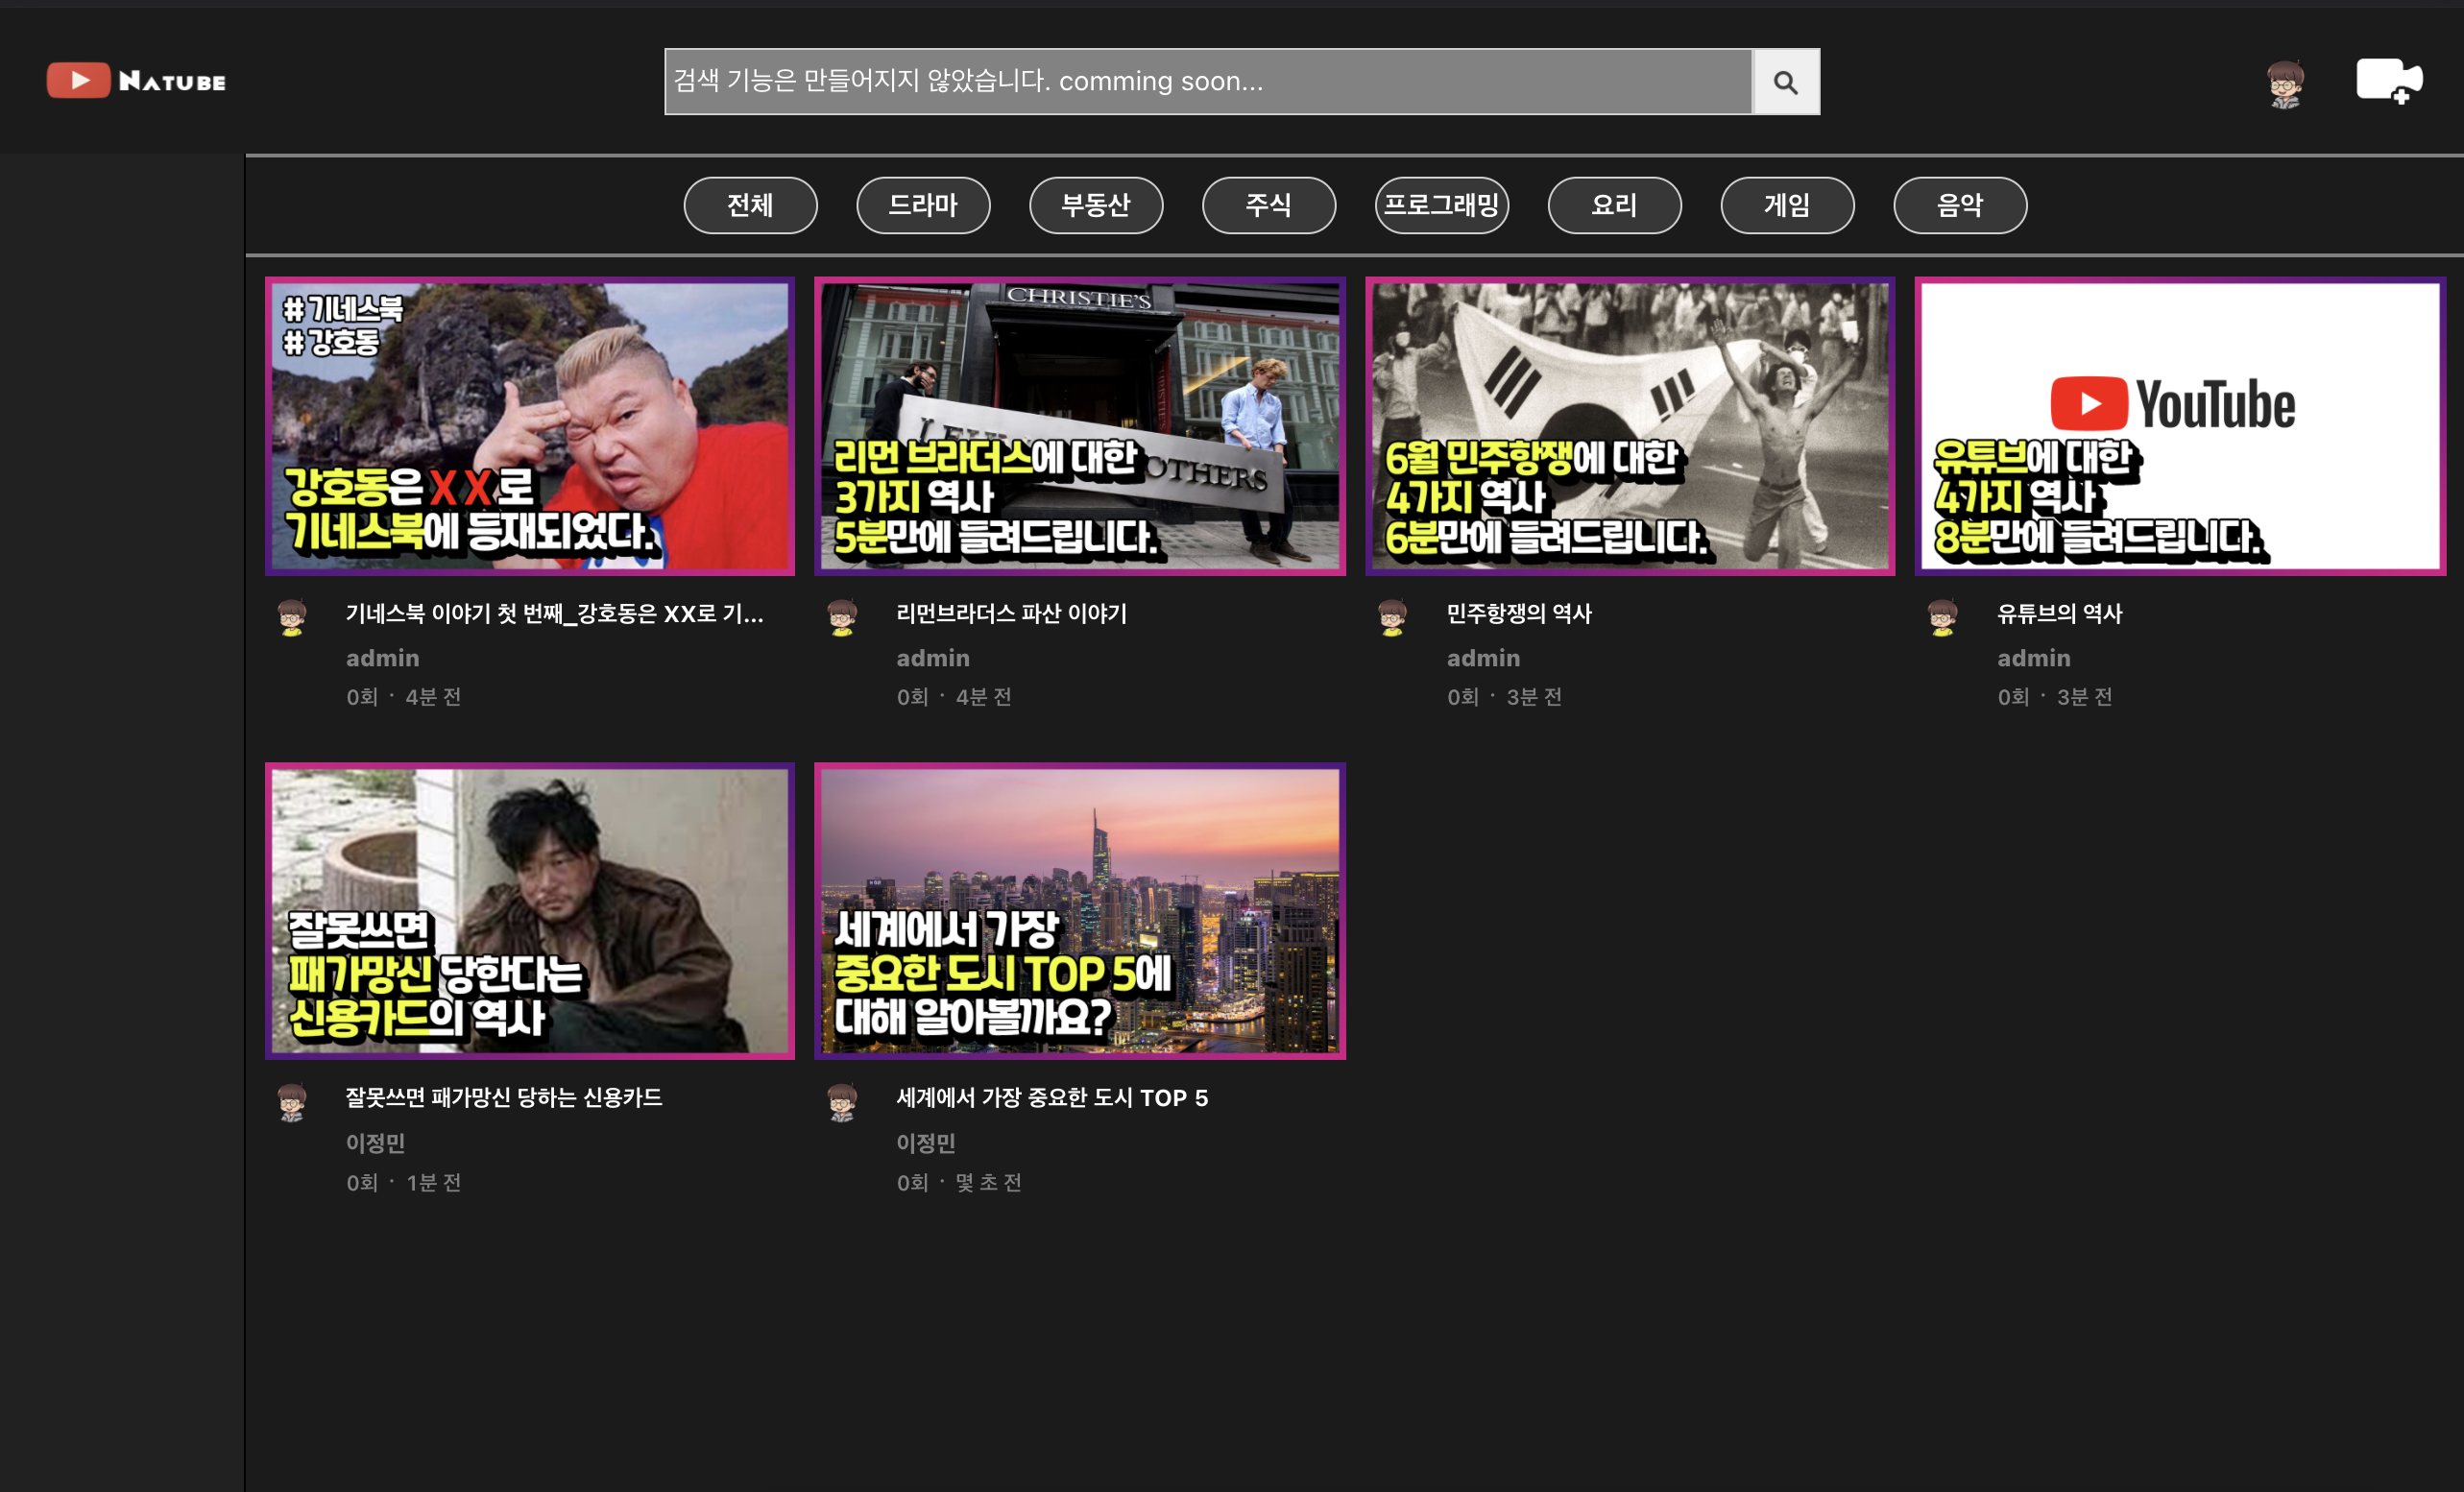 NATUBE
검색 기능은 만들어지지 않았습니다. comming soon...
전체
드라마
부동산
주식
프로그래밍
요리
게임
음악
# 기네스북
# 강호동
강호동은 XX로
기네스북에 등재되었다.
CHRISTIE'S
OTHERS
리먼 브라더스에 대한
3가지 역사
5분만에 들려드립니다.
6월 민주항쟁에 대한
4가지 역사
6분만에 들려드립니다.
YouTube
유튜브에 대한
4가지 역사
8분만에 들려드립니다.
기네스북 이야기 첫 번째_강호동은 XX로 기...
admin
0회 · 4분 전
리먼브라더스 파산 이야기
admin
0회 · 4분 전
민주항쟁의 역사
admin
0회 · 3분 전
유튜브의 역사
admin
0회 · 3분 전
잘못쓰면
패가망신 당한다는
신용카드의 역사
세계에서 가장
중요한 도시 TOP 5에
대해 알아볼까요?
잘못쓰면 패가망신 당하는 신용카드
이정민
0회 · 1분 전
세계에서 가장 중요한 도시 TOP 5
이정민
0회 · 몇 초 전